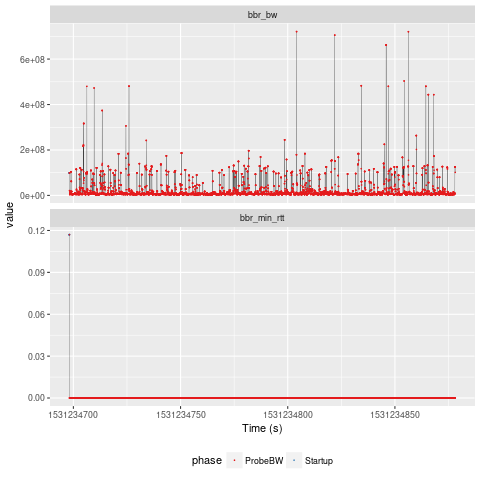 bbr_bw
6e+08
4e+08
2e+08
0e+00
value
bbr_min_rtt
0.12
0.09
0.06
0.03
0.00
1531234700 1531234750 1531234800 1531234850
Time (s)
phase ProbeBW Startup